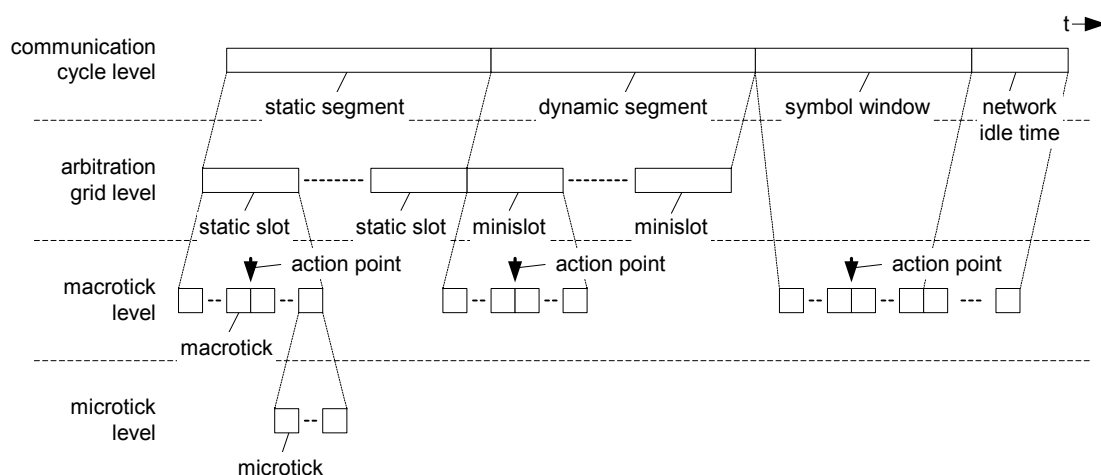 t
communication
cycle level
static segment
dynamic segment
symbol window
network
idle time
arbitration
grid level
static slot
static slot
minislot
minislot
action point
action point
action point
macrotick
level
macrotick
microtick
level
microtick